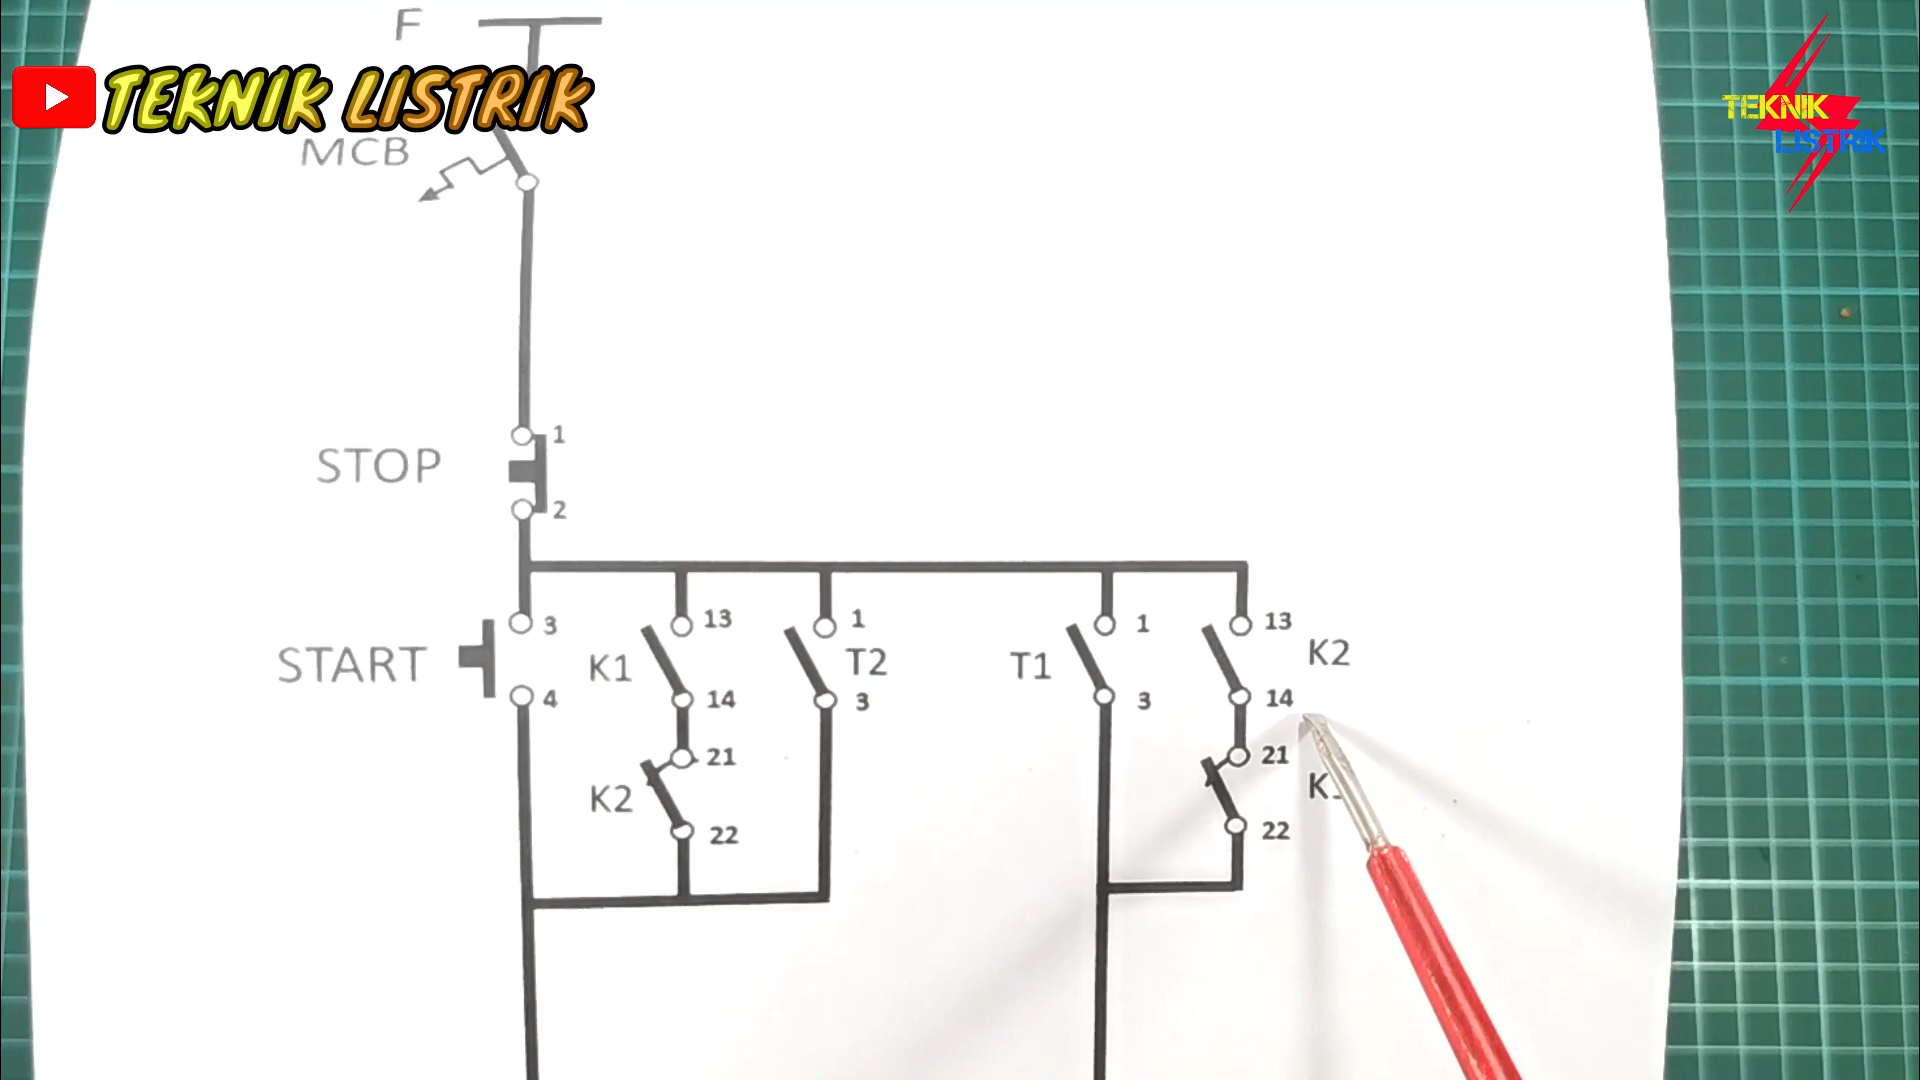 F
TEKNIK LISTRIK
TEKNIK
LISTRIK
MCB
1
STOP
2
3
13
1
1
13
START
K1
T2
T1
K2
4
14
3
3
14
21
21
K2
22
22